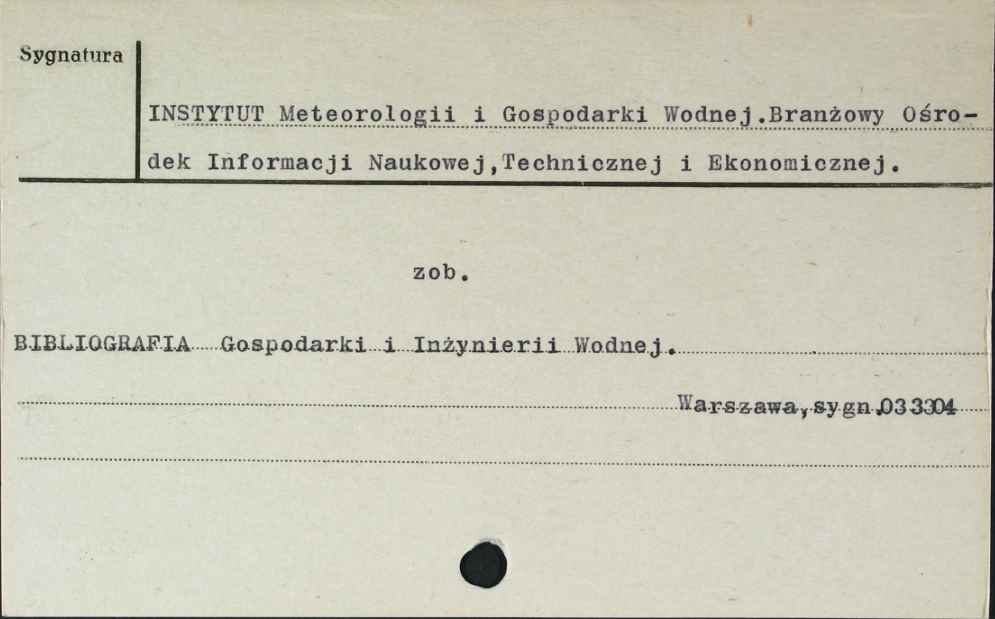 Sygnatura
INSTYTUT Meteorologii i Gospodarki Wodnej.Branżowy Ośro-
dek Informacji Naukowej,Technicznej i Ekonomicznej.
zob.
BIBLIOGRAFIA Gospodarki i Inżynierii Wodnej.
Warszawa,sygn.03304